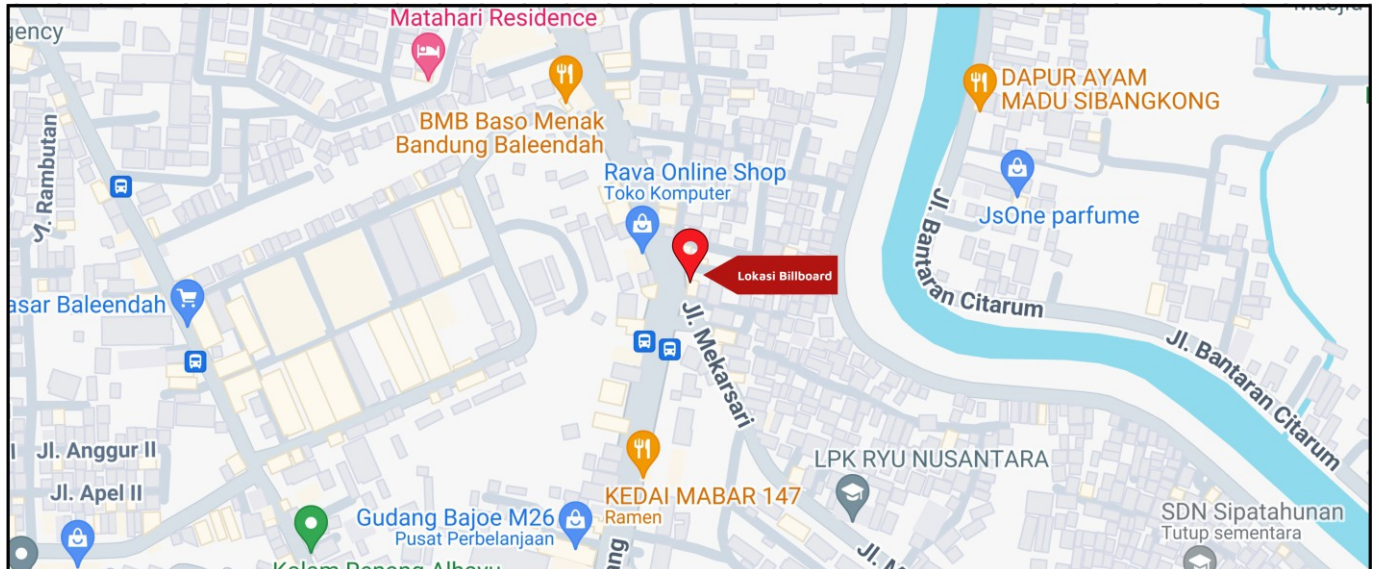 Matahari Residence
gency
BMB Baso Menak
Bandung Baleendah
DAPUR AYAM
MADU SIBANGKONG
Jl. Rambutan
Rava Online Shop
Toko Komputer
JsOne parfume
Jl. Bantaran Citarum
Lokasi Billboard
asar Baleendah
Jl. Mekarsari
Jl. Bantaran Citarum
Jl. Anggur II
Jl. Apel II
KEDAI MABAR 147
Ramen
LPK RYU NUSANTARA
Gudang Bajoe M26
Pusat Perbelanjaan
SDN Sipatahunan
Tutup sementara
ang
Jl. M